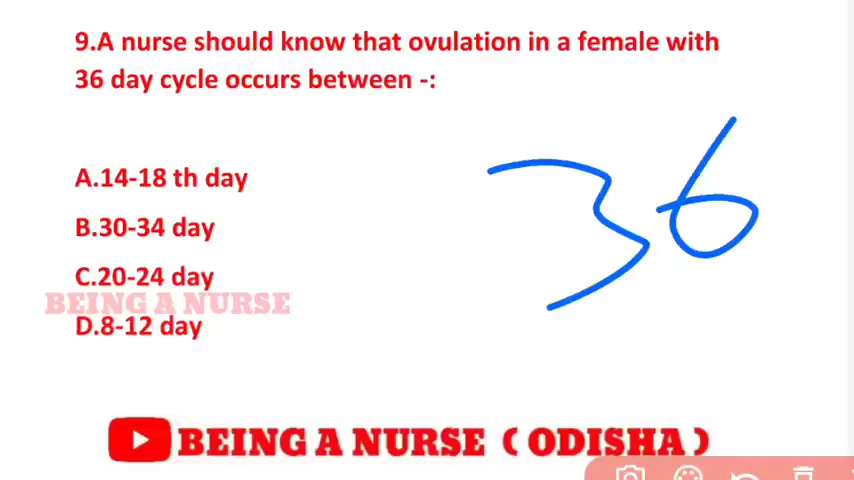 9.A nurse should know that ovulation in a female with
36 day cycle occurs between -:
36
A.14-18 th day
B.30-34 day
C.20-24 day
BEING A NURSE
D.8-12 day
BEING A NURSE ( ODISHA )